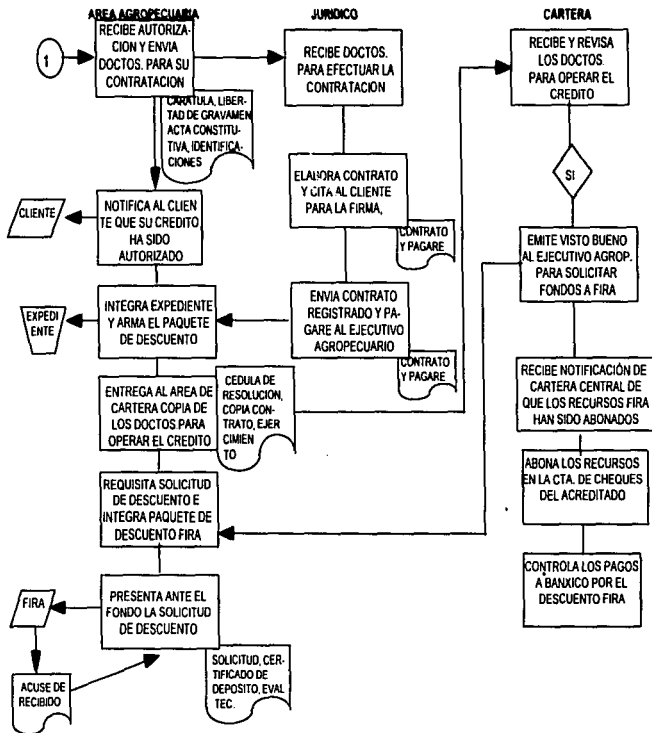 AREA AGROPECUARIA
RECIBE AUTORIZA-
CION Y ENVIA
DOCTOS. PARA SU
CONTRATACION
1
CARATULA, LIBER-
TAD DE GRAVAMEN
ACTA CONSTITU-
TIVA, IDENTIFICA-
CIONES
CLIENTE
NOTIFICA AL CLIEN
TE QUE SU CREDITO
HA SIDO
AUTORIZADO
EXPEDI
ENTE
INTEGRA EXPEDIENTE
Y ARMA EL PAQUETE
DE DESCUENTO
ENTREGA AL AREA DE
CARTERA COPIA DE
LOS DOCTOS PARA
OPERAR EL CREDITO
CEDULA DE
RESOLUCION,
COPIA CON-
TRATO, EJER
CIMIEN
TO
REQUISITA SOLICITUD
DE DESCUENTO E
INTEGRA PAQUETE DE
DESCUENTO FIRA
FIRA
PRESENTA ANTE EL
FONDO LA SOLICITUD
DE DESCUENTO
SOLICITUD, CER-
TIFICADO DE
DEPOSITO, EVAL
TEC.
ACUSE DE
RECIBIDO
JURIDICO
RECIBE DOCTOS.
PARA EFECTUAR LA
CONTRATACION
ELABORA CONTRATO
Y CITA AL CLIENTE
PARA LA FIRMA,
CONTRATO
Y PAGARE
ENVIA CONTRATO
REGISTRADO Y PA-
GARE AL EJECUTIVO
AGROPECUARIO
CONTRATO
Y PAGARE
CARTERA
RECIBE Y REVISA
LOS DOCTOS.
PARA OPERAR EL
CREDITO
SI
EMITE VISTO BUENO
AL EJECUTIVO AGROP.
PARA SOLICITAR
FONDOS A FIRA
RECIBE NOTIFICACIÓN DE
CARTERA CENTRAL DE
QUE LOS RECURSOS FIRA
HAN SIDO ABONADOS
ABONA LOS RECURSOS
EN LA CTA. DE CHEQUES
DEL ACREDITADO
CONTROLA LOS PAGOS
A BANXICO POR EL
DESCUENTO FIRA